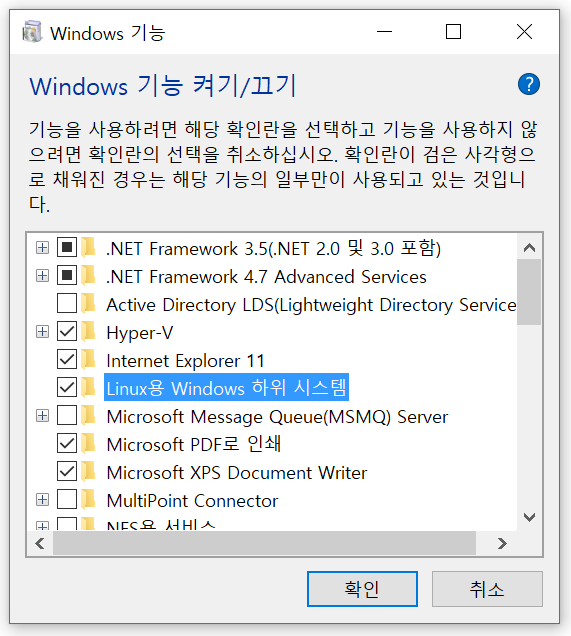 Windows 기능
Windows 기능 켜기/끄기
?
기능을 사용하려면 해당 확인란을 선택하고 기능을 사용하지 않
으려면 확인란의 선택을 취소하십시오. 확인란이 검은 사각형으
로 채워진 경우는 해당 기능의 일부만이 사용되고 있는 것입니
다.
.NET Framework 3.5(.NET 2.0 및 3.0 포함)
.NET Framework 4.7 Advanced Services
Active Directory LDS(Lightweight Directory Service
Hyper-V
Internet Explorer 11
Linux용 Windows 하위 시스템
Microsoft Message Queue(MSMQ) Server
Microsoft PDF로 인쇄
Microsoft XPS Document Writer
MultiPoint Connector
NFS용 서비스
확인
취소